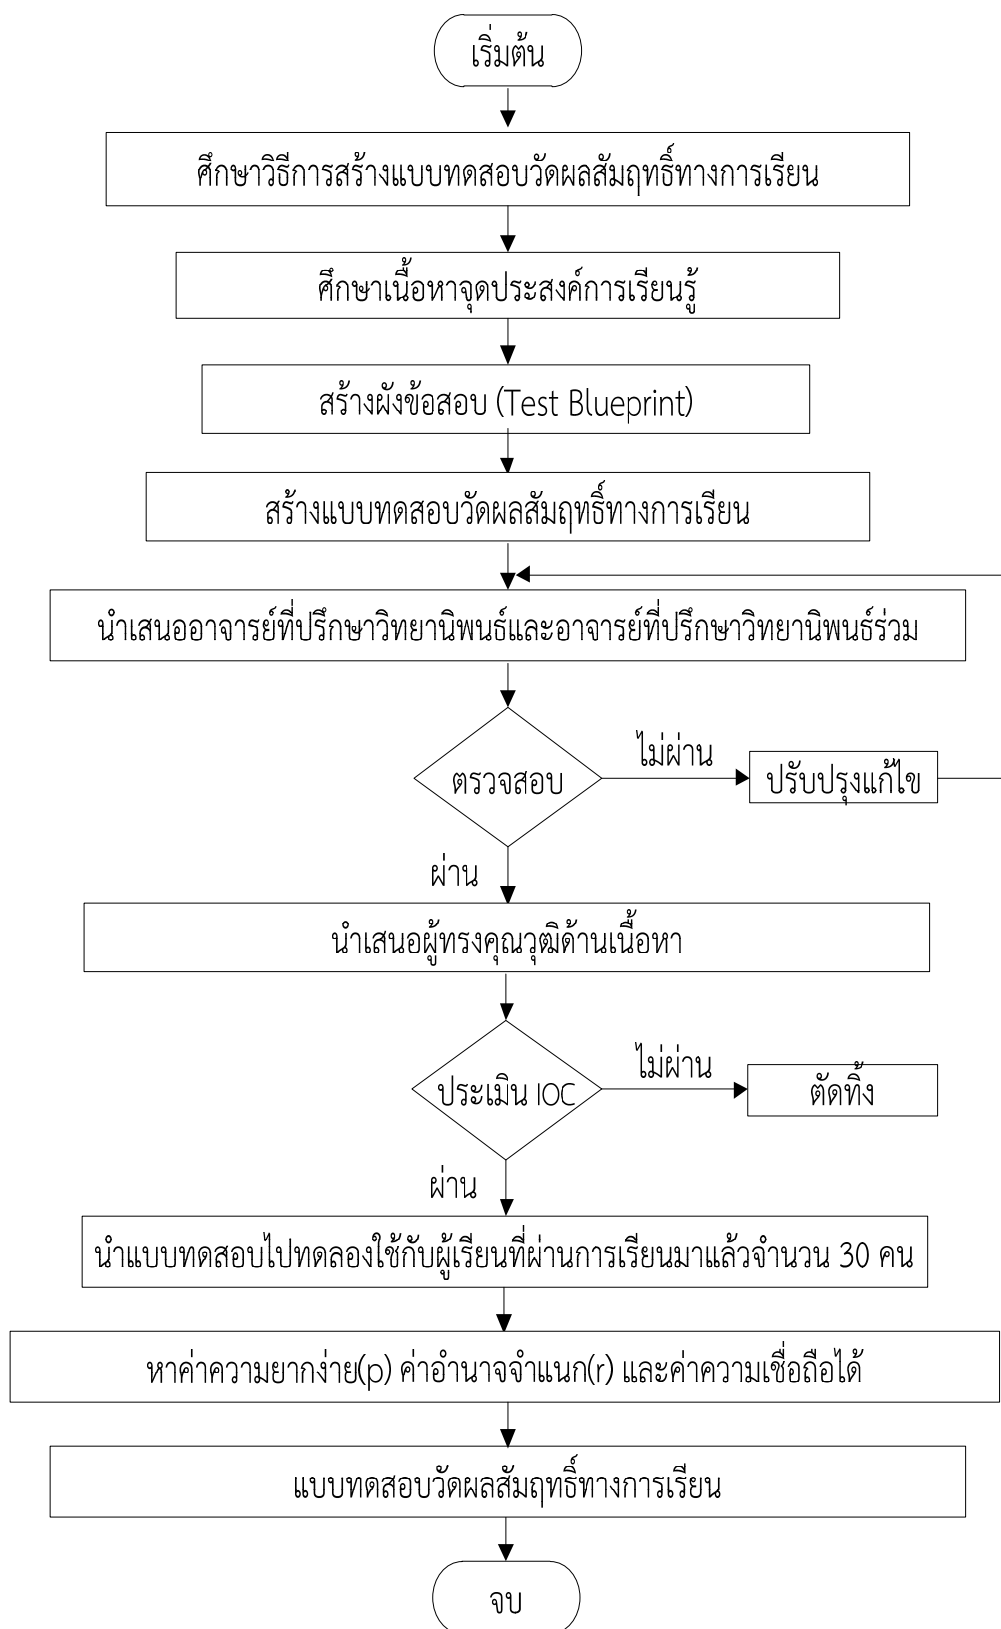 เริ่มต้น
ศึกษาวิธีการสร้างแบบทดสอบวัดผลสัมฤทธิ์ทางการเรียน
ศึกษาเนื้อหาจุดประสงค์การเรียนรู้
สร้างผังข้อสอบ (Test Blueprint)
สร้างแบบทดสอบวัดผลสัมฤทธิ์ทางการเรียน
นำเสนออาจารย์ที่ปรึกษาวิทยานิพนธ์และอาจารย์ที่ปรึกษาวิทยานิพนธ์ร่วม
ตรวจสอบ
ไม่ผ่าน
ปรับปรุงแก้ไข
ผ่าน
นำเสนอผู้ทรงคุณวุฒิด้านเนื้อหา
ประเมิน IOC
ไม่ผ่าน
ตัดทิ้ง
ผ่าน
นำแบบทดสอบไปทดลองใช้กับผู้เรียนที่ผ่านการเรียนมาแล้วจำนวน 30 คน
หาค่าความยากง่าย(p) ค่าอำนาจจำแนก(r) และค่าความเชื่อถือได้
แบบทดสอบวัดผลสัมฤทธิ์ทางการเรียน
จบ